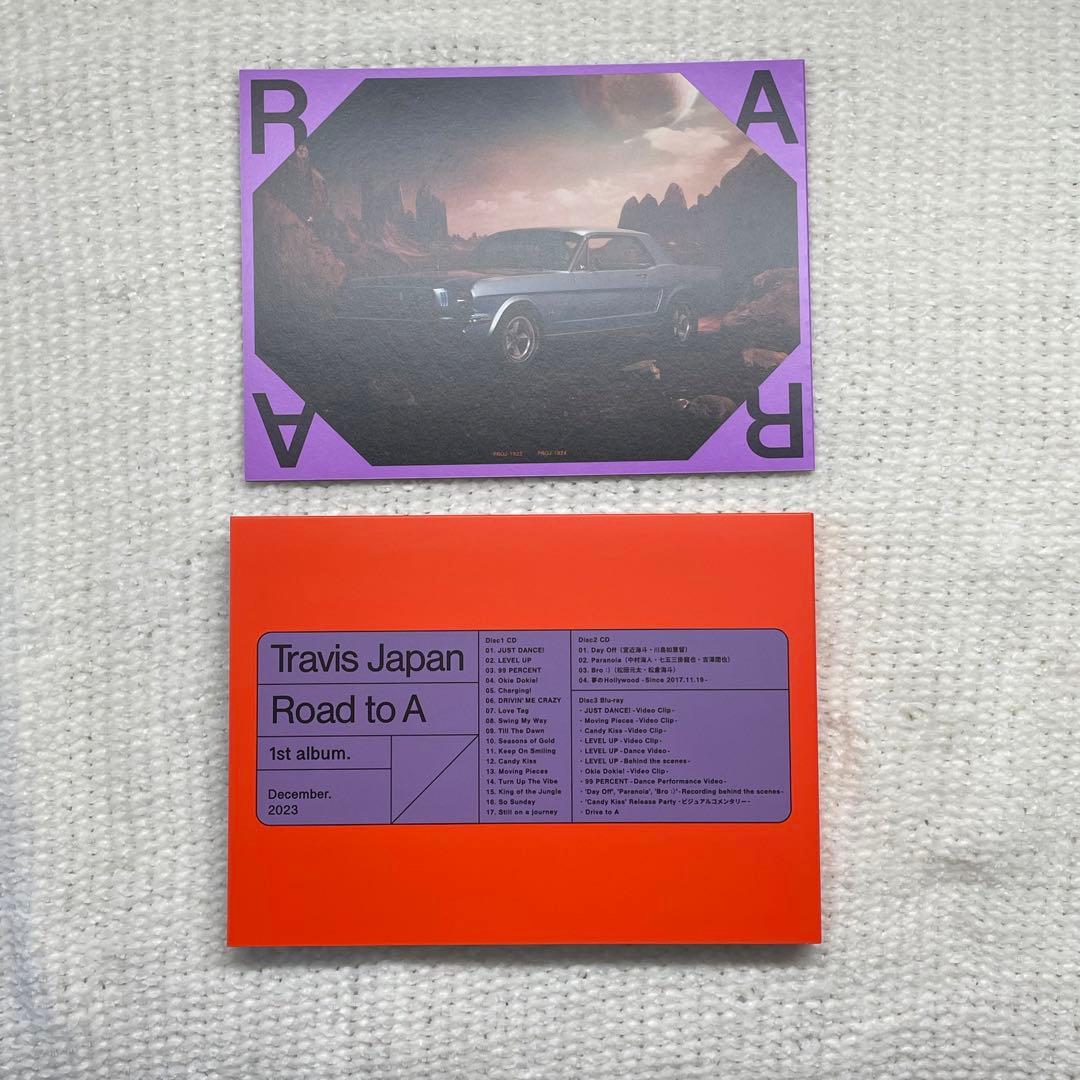 R A
A R
PROJ-1922 PROJ-1924
Travis Japan
Road to A
1st album.
December.
2023
Disc1 CD
01. JUST DANCE!
02. LEVEL UP
03. 99 PERCENT
04. Okie Dokie!
05. Charging!
06. DRIVIN' ME CRAZY
07. Love Tag
08. Swing My Way
09. Till The Dawn
10. Seasons of Gold
11. Keep On Smiling
12. Candy Kiss
13. Moving Pieces
14. Turn Up The Vibe
15. King of the Jungle
16. So Sunday
17. Still on a journey
Disc2 CD
01. Day Off（宮近海斗・川島如恵留）
02. Paranoia（中村海人・七五三掛龍也・吉澤閑也）
03. Bro :)（松田元太・松倉海斗）
04. 夢のHollywood -Since 2017.11.19-
Disc3 Blu-ray
・JUST DANCE! -Video Clip-
・Moving Pieces -Video Clip-
・Candy Kiss -Video Clip-
・LEVEL UP -Video Clip-
・LEVEL UP -Dance Video-
・LEVEL UP -Behind the scenes-
・Okie Dokie! -Video Clip-
・99 PERCENT -Dance Performance Video-
・'Day Off', 'Paranoia', 'Bro :)' -Recording behind the scenes-
・'Candy Kiss' Release Party -ビジュアルコメンタリー-
・Drive to A